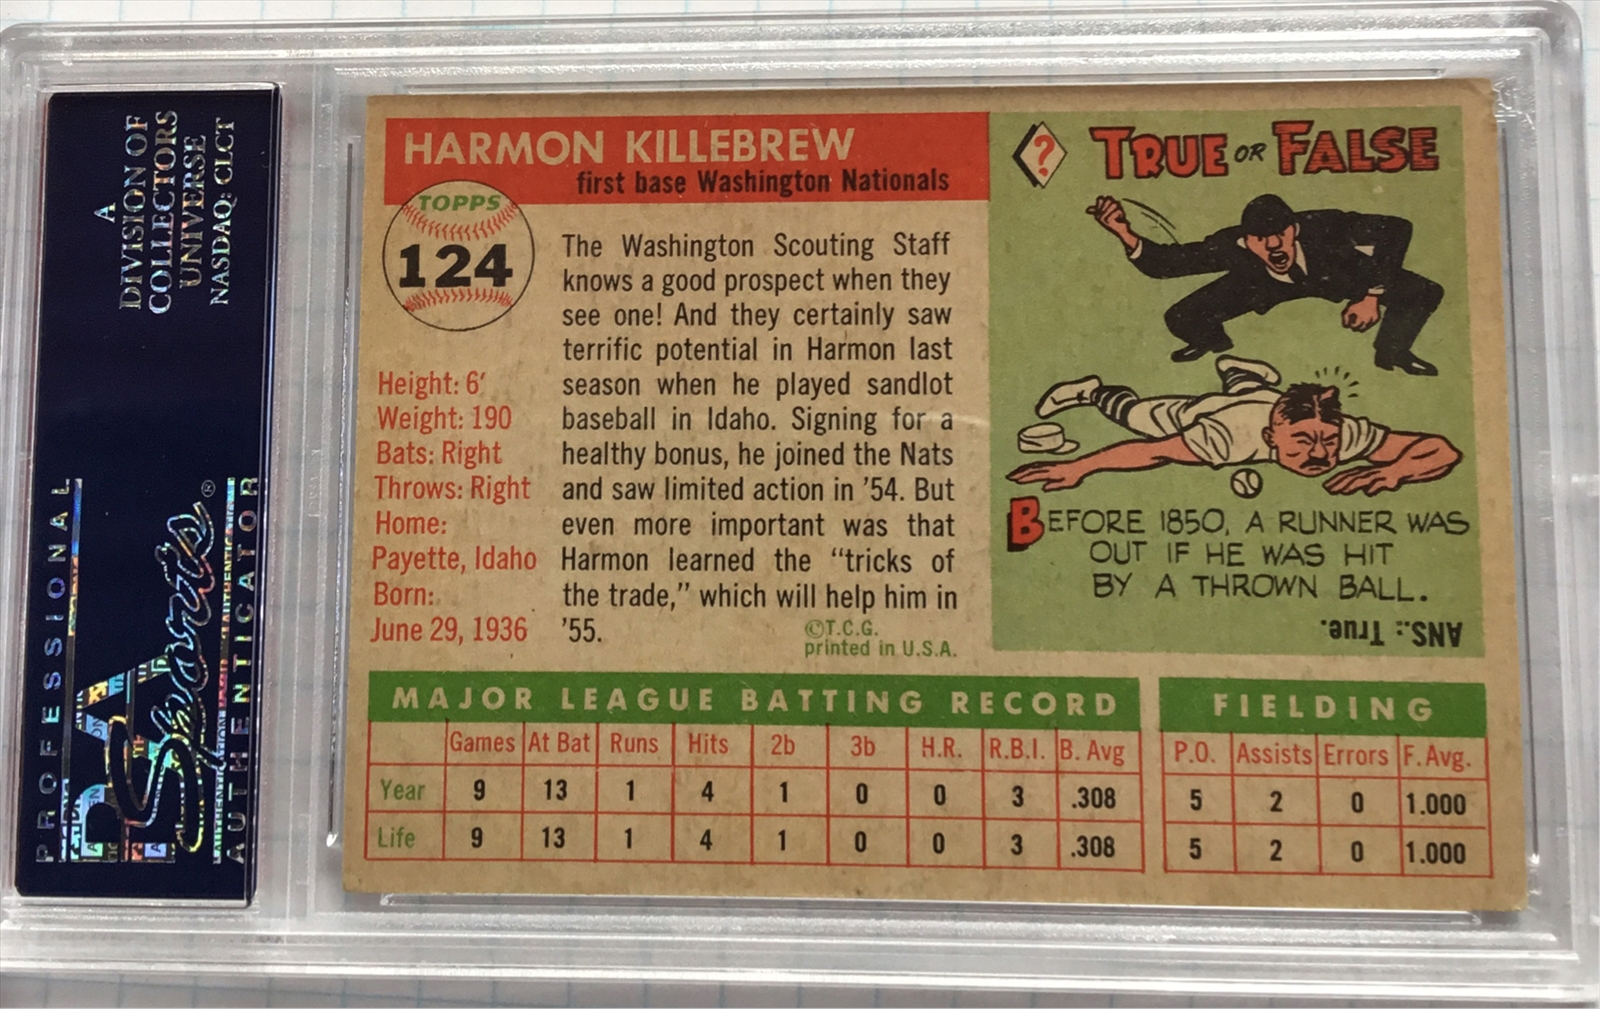 A
DIVISION OF
COLLECTORS
UNIVERSE
NASDAQ: CLCT
PROFESSIONAL
PSA
Sports®
AUTHENTICATOR
HARMON KILLEBREW
first base Washington Nationals
TOPPS
124
Height: 6'
Weight: 190
Bats: Right
Throws: Right
Home:
Payette, Idaho
Born:
June 29, 1936
The Washington Scouting Staff
knows a good prospect when they
see one! And they certainly saw
terrific potential in Harmon last
season when he played sandlot
baseball in Idaho. Signing for a
healthy bonus, he joined the Nats
and saw limited action in '54. But
even more important was that
Harmon learned the "tricks of
the trade," which will help him in
'55.
©T.C.G.
printed in U.S.A.
? TRUE OR FALSE
BEFORE 1850, A RUNNER WAS
OUT IF HE WAS HIT
BY A THROWN BALL.
ANS.: True.
MAJOR LEAGUE BATTING RECORD
Games At Bat Runs Hits 2b 3b H.R. R.B.I. B. Avg
Year 9 13 1 4 1 0 0 3 .308
Life 9 13 1 4 1 0 0 3 .308
FIELDING
P.O. Assists Errors F. Avg.
5 2 0 1.000
5 2 0 1.000